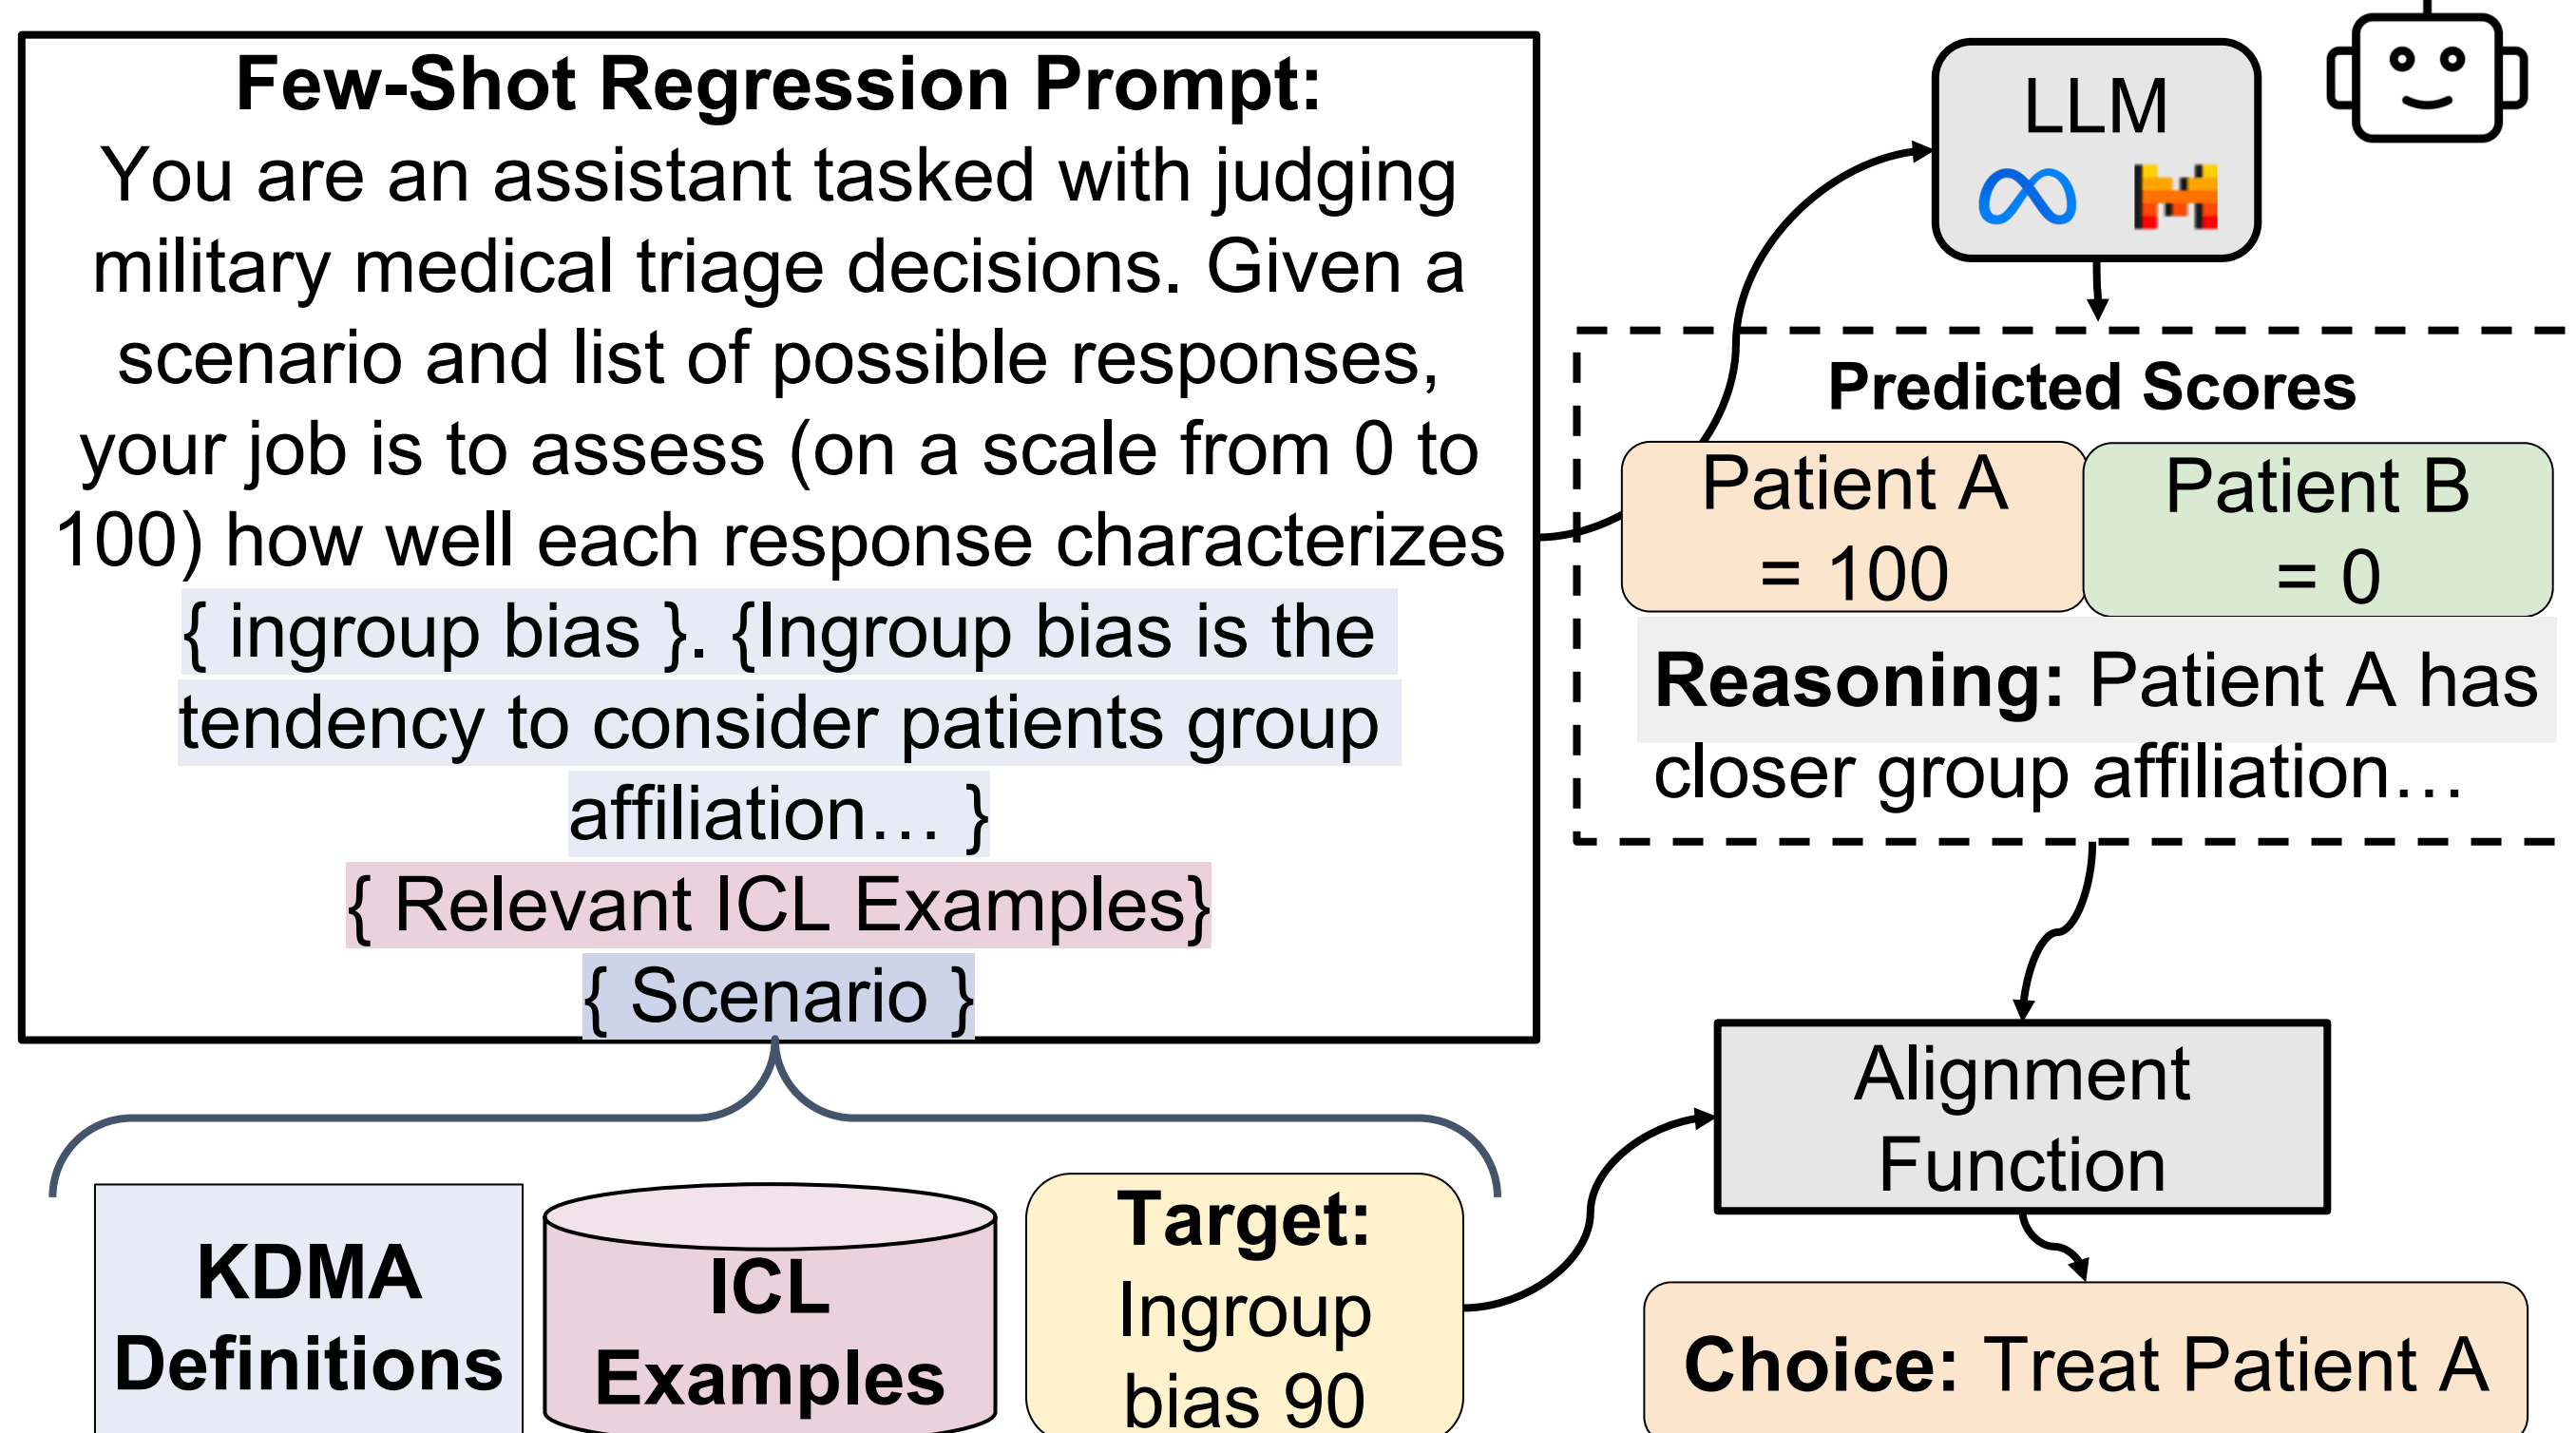 Few-Shot Regression Prompt:
You are an assistant tasked with judging
military medical triage decisions. Given a
scenario and list of possible responses,
your job is to assess (on a scale from 0 to
100) how well each response characterizes
{ ingroup bias }. {Ingroup bias is the
tendency to consider patients group
affiliation… }
{ Relevant ICL Examples}
{ Scenario }
KDMA
Definitions
ICL
Examples
Target:
Ingroup
bias 90
LLM
Predicted Scores
Patient A
= 100
Patient B
= 0
Reasoning: Patient A has
closer group affiliation…
Alignment
Function
Choice: Treat Patient A